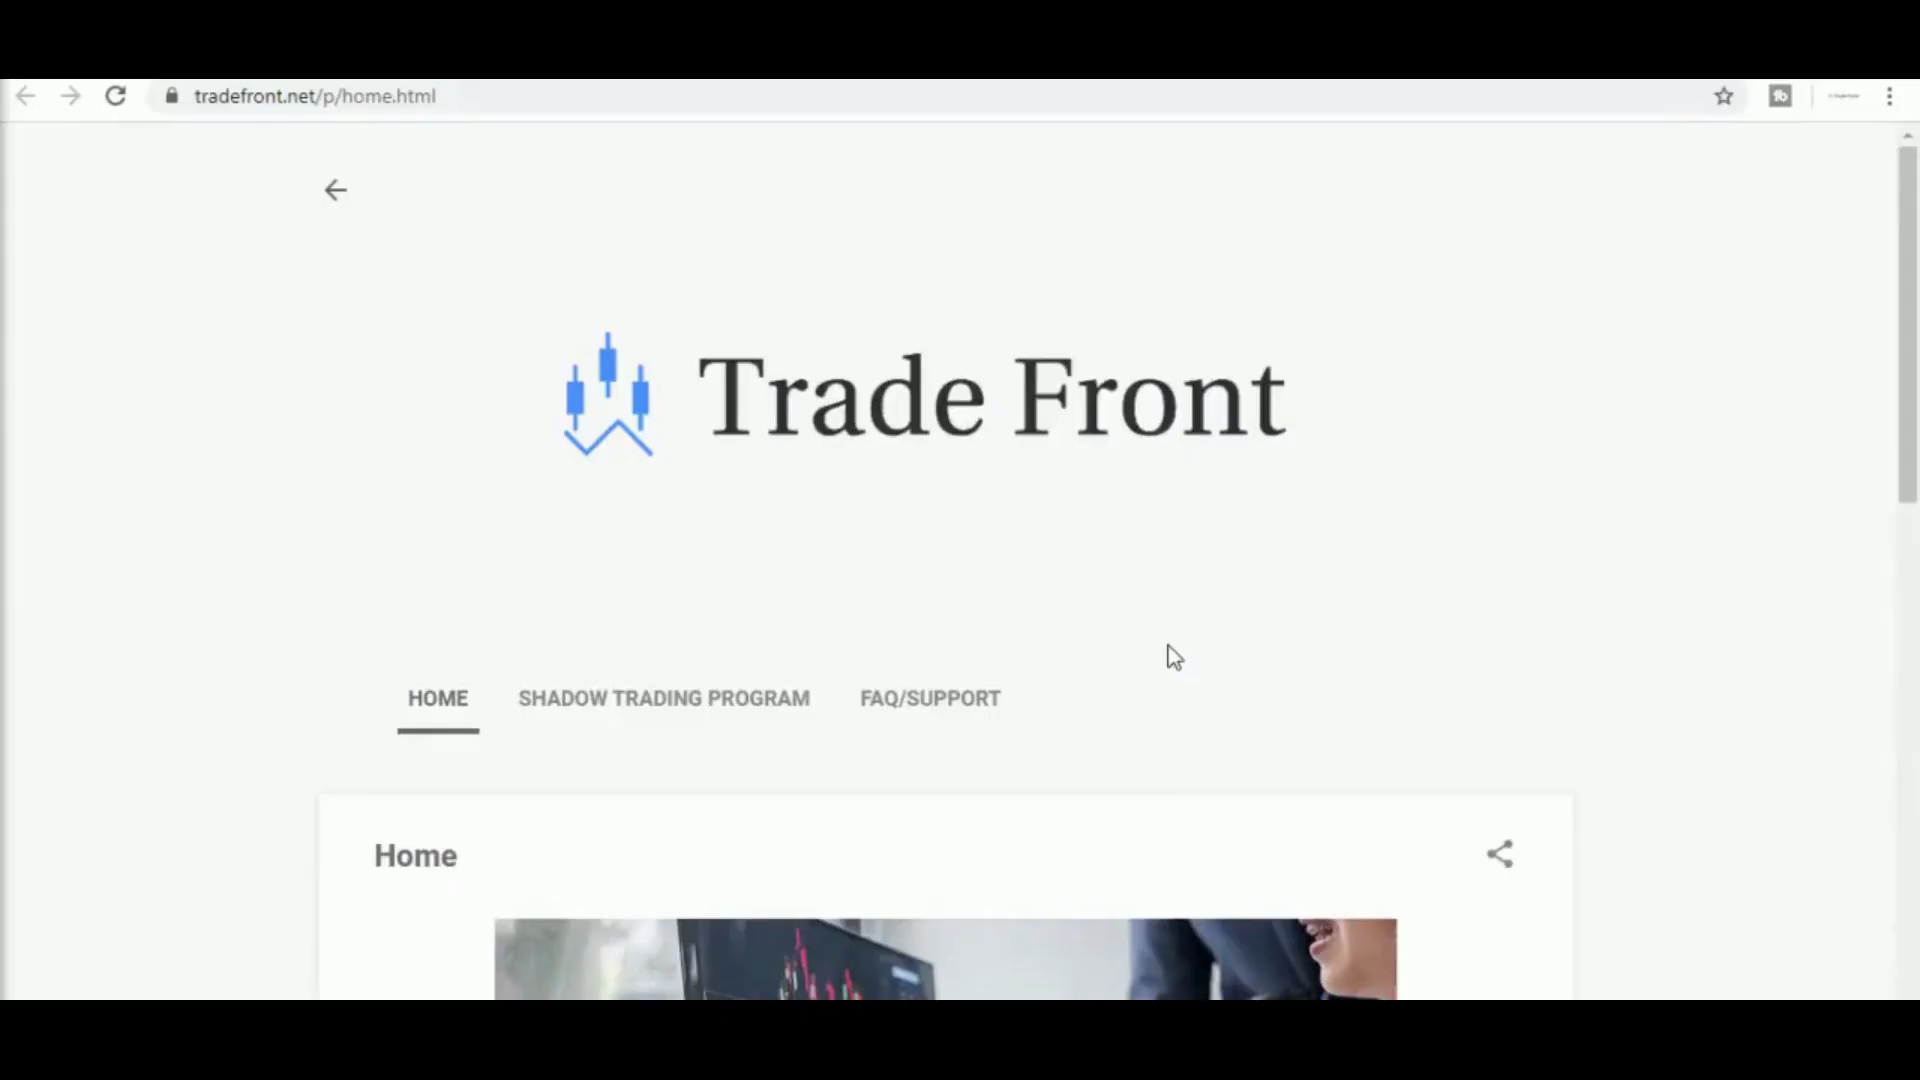 tradefront.net/p/home.html
Trade Front
HOME SHADOW TRADING PROGRAM FAQ/SUPPORT
Home